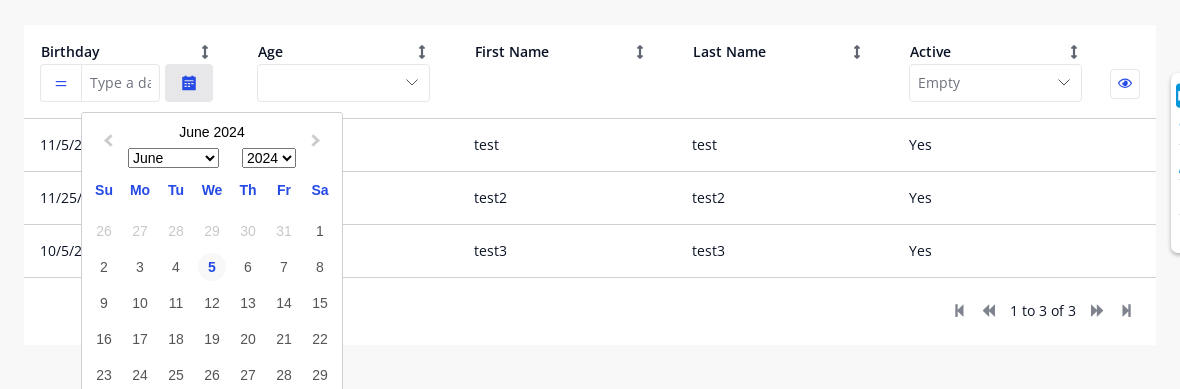 Birthday Age First Name Last Name Active
= Type a da Empty
June 2024
June 2024
Su Mo Tu We Th Fr Sa
26 27 28 29 30 31 1
2 3 4 5 6 7 8
9 10 11 12 13 14 15
16 17 18 19 20 21 22
23 24 25 26 27 28 29
11/5/2 test test Yes
11/25/ test2 test2 Yes
10/5/2 test3 test3 Yes
1 to 3 of 3